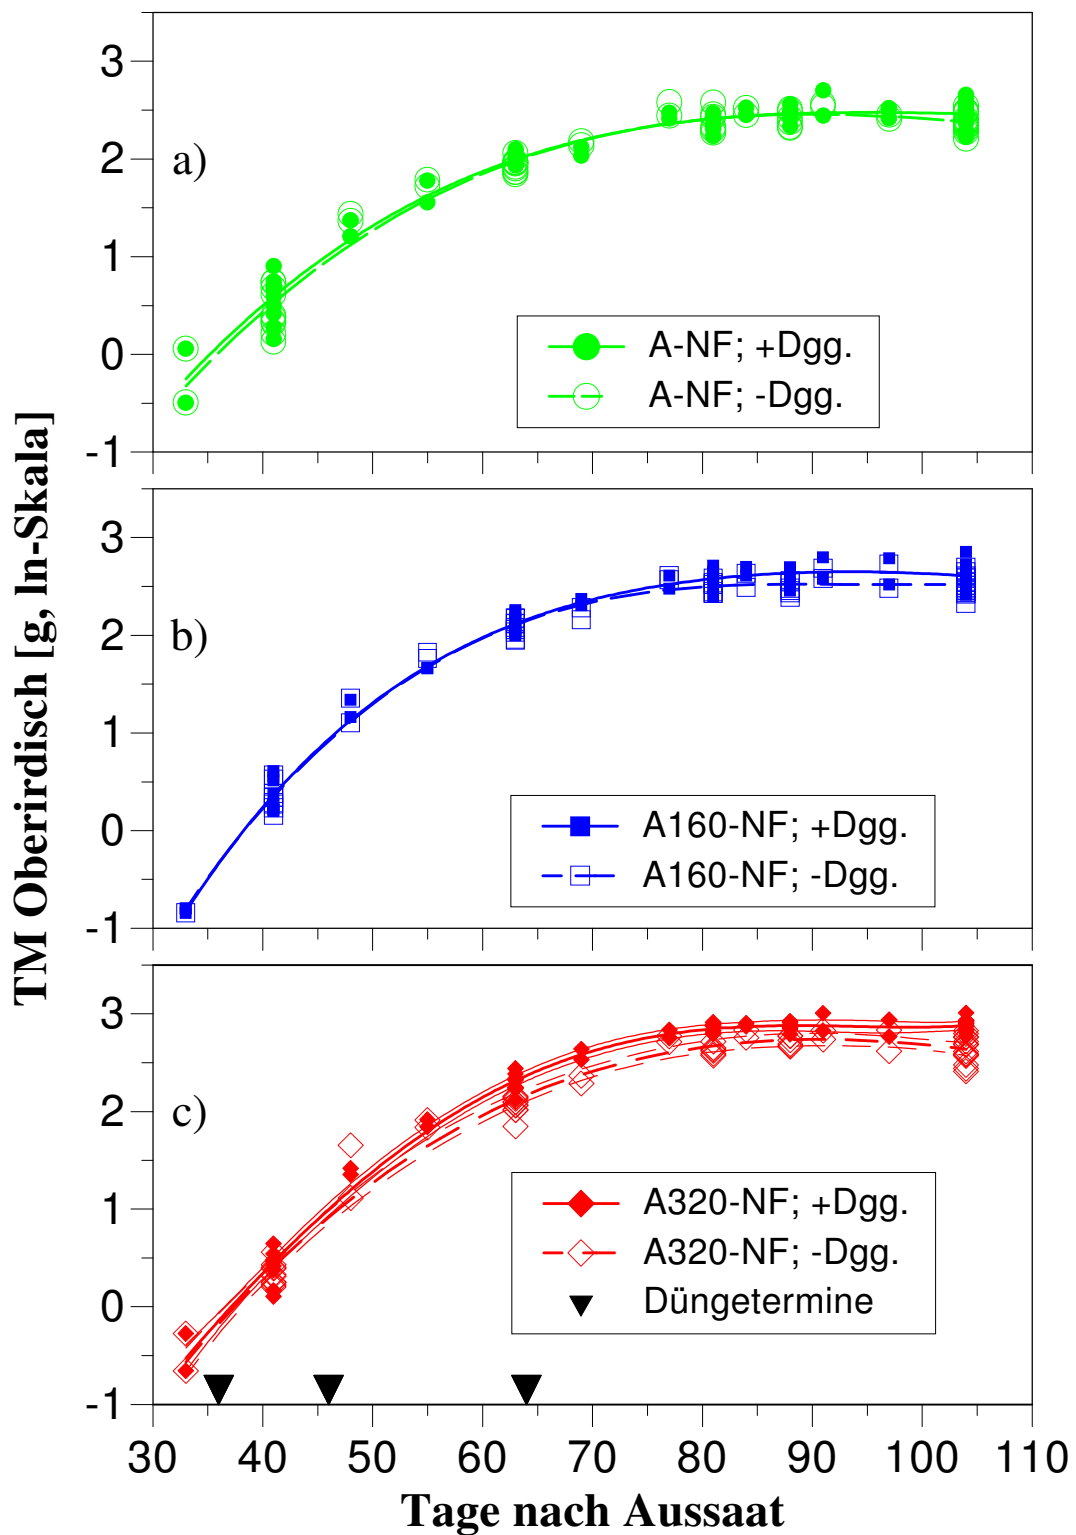 TM Oberirdisch [g, ln-Skala]
3
2
1
0
-1
a)
A-NF; +Dgg.
A-NF; -Dgg.
3
2
1
0
-1
b)
A160-NF; +Dgg.
A160-NF; -Dgg.
3
2
1
0
-1
c)
A320-NF; +Dgg.
A320-NF; -Dgg.
Düngetermine
30 40 50 60 70 80 90 100 110
Tage nach Aussaat